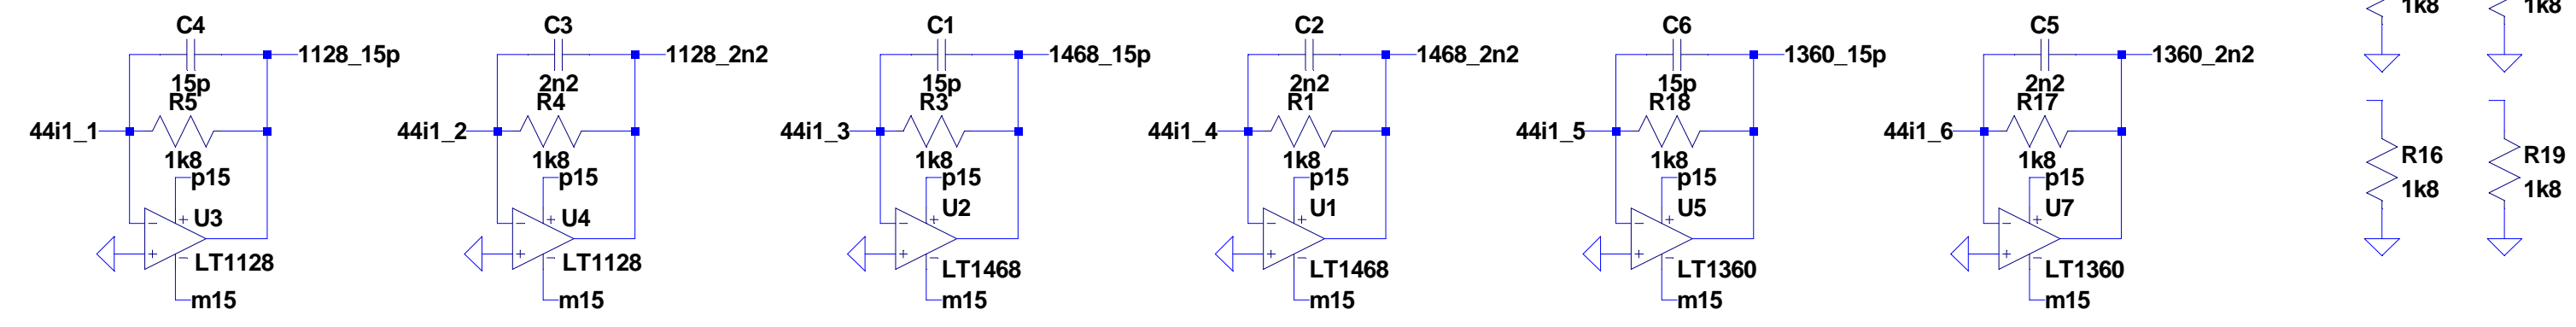 C4
1128_15p
15p
R5
44i1_1
1k8
p15
U3
LT1128
m15
C3
1128_2n2
2n2
R4
44i1_2
1k8
p15
U4
LT1128
m15
C1
1468_15p
15p
R3
44i1_3
1k8
p15
U2
LT1468
m15
C2
1468_2n2
2n2
R1
44i1_4
1k8
p15
U1
LT1468
m15
C6
1360_15p
15p
R18
44i1_5
1k8
p15
U5
LT1360
m15
C5
1360_2n2
2n2
R17
44i1_6
1k8
p15
U7
LT1360
m15
1k8
1k8
R16
1k8
R19
1k8